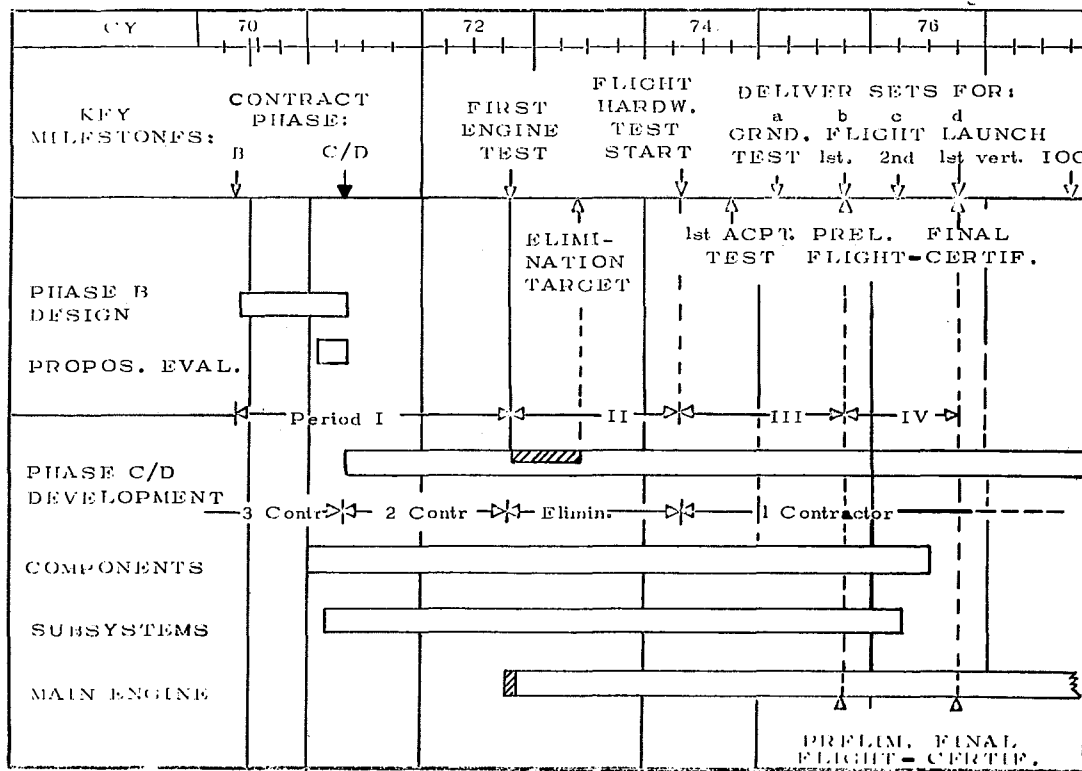 CY 70 72 74 76
KEY
MILESTONES:
CONTRACT
PHASE:
B C/D
FIRST
ENGINE
TEST
FLIGHT
HARDW.
TEST
START
DELIVER SETS FOR:
a b c d
GRND. FLIGHT LAUNCH
TEST 1st. 2nd 1st vert. IOC
ELIMI-
NATION
TARGET
1st ACPT. PREL. FINAL
TEST FLIGHT-CERTIF.
PHASE B
DESIGN
PROPOS. EVAL.
Period I II III IV
PHASE C/D
DEVELOPMENT
3 Contr 2 Contr Elimin. 1 Contractor
COMPONENTS
SUBSYSTEMS
MAIN ENGINE
PRELIM. FINAL
FLIGHT-CERTIF.